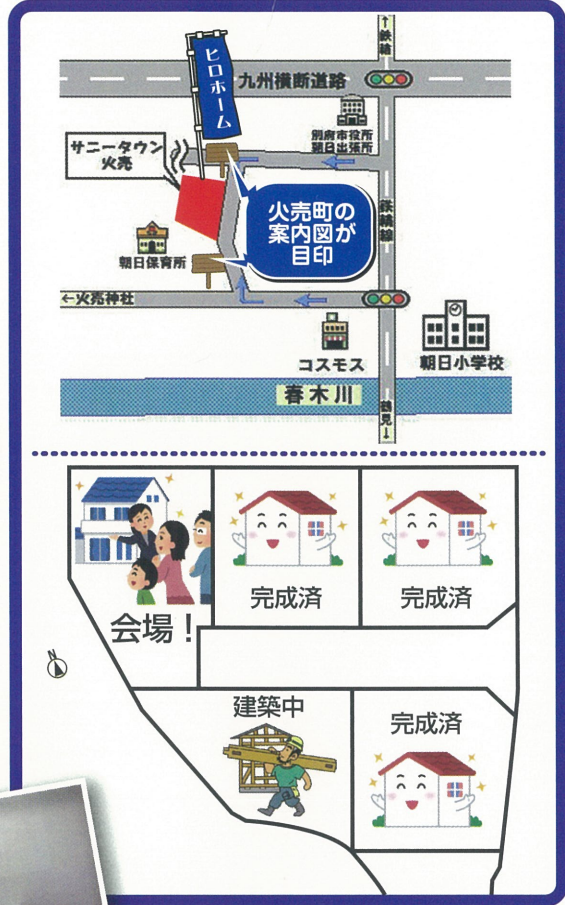 ↑鉄輪
九州横断道路
ヒロホーム
別府市役所
朝日出張所
サニータウン
火売
火売町の
案内図が
目印
鉄輪線
朝日保育所
←火売神社
コスモス
朝日小学校
春木川
鶴見↓
会場！
完成済
完成済
N
建築中
完成済